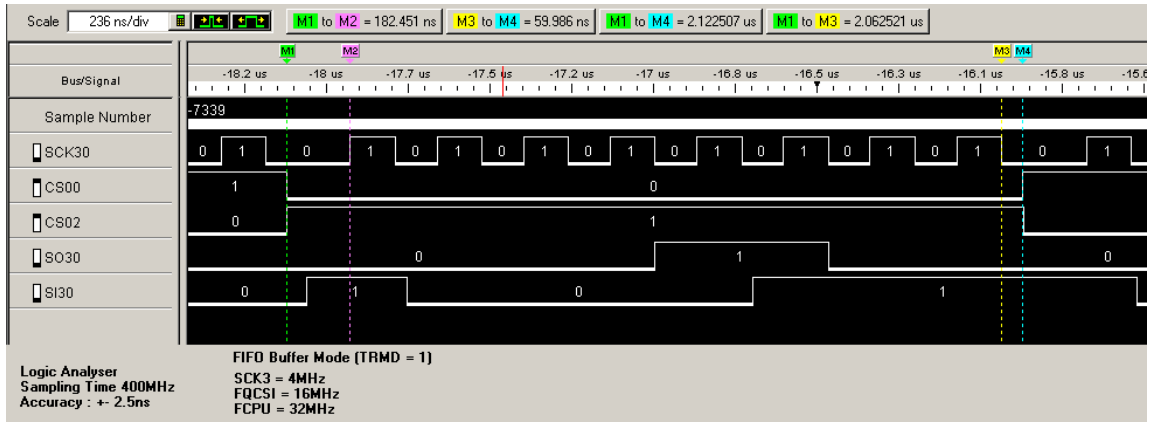 Scale 236 ns/div M1 to M2 = 182.451 ns M3 to M4 = 59.986 ns M1 to M4 = 2.122507 us M1 to M3 = 2.062521 us
M1 M2 M3 M4
Bus/Signal -18.2 us -18 us -17.7 us -17.5 us -17.2 us -17 us -16.8 us -16.5 us -16.3 us -16.1 us -15.8 us -15.6
Sample Number -7339
SCK30 0 1 0 1 0 1 0 1 0 1 0 1 0 1 0 1 0 1 0 1
CS00 1 0
CS02 0 1
SO30 0 1 0
SI30 0 1 0 1
FIFO Buffer Mode (TRMD = 1)
Logic Analyser
Sampling Time 400MHz
Accuracy : +- 2.5ns
SCK3 = 4MHz
FQCSI = 16MHz
FCPU = 32MHz